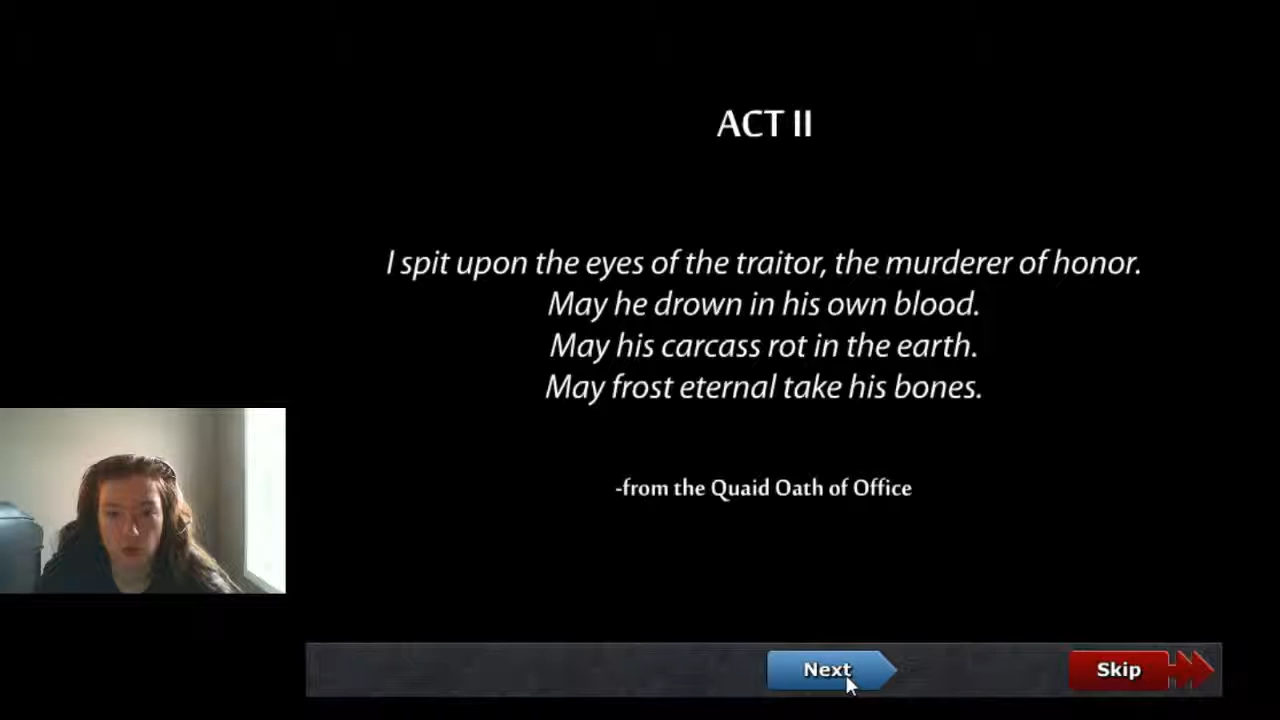 ACT II
I spit upon the eyes of the traitor, the murderer of honor.
May he drown in his own blood.
May his carcass rot in the earth.
May frost eternal take his bones.
-from the Quaid Oath of Office
Next
Skip